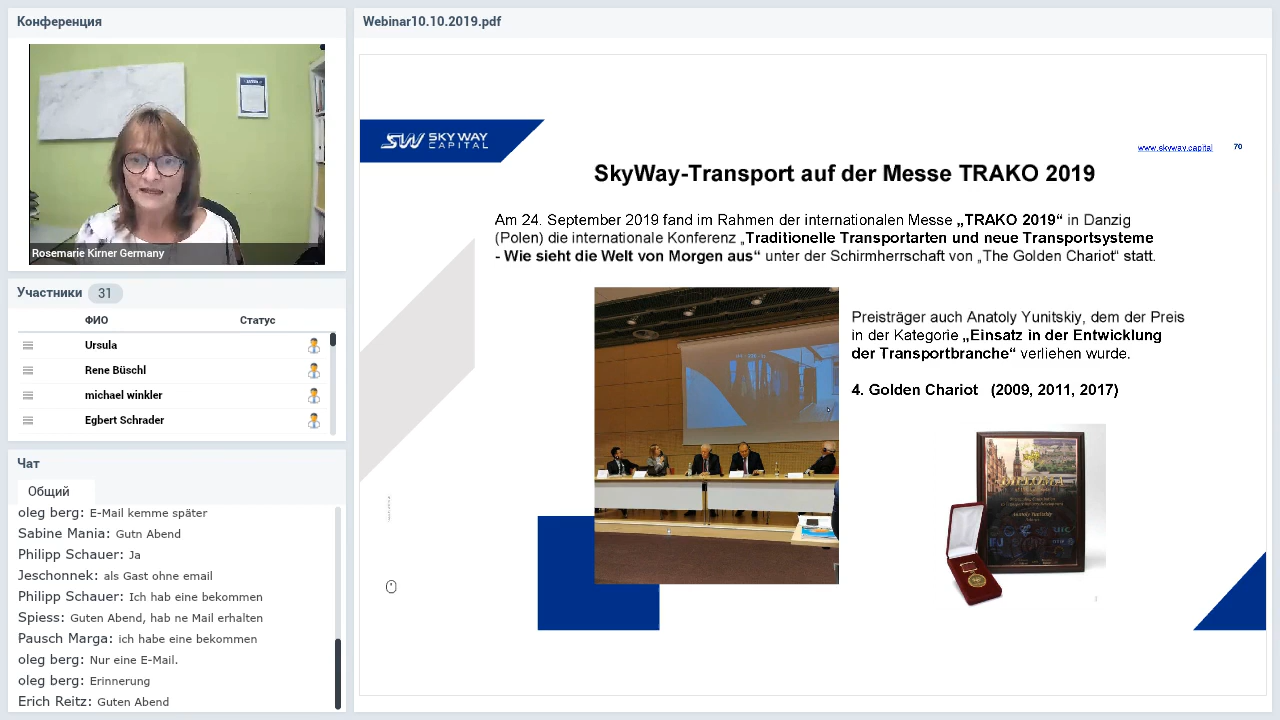 Конференция
Rosemarie Kirner Germany
Участники 31
ФИО Статус
Ursula
Rene Büschl
michael winkler
Egbert Schrader
Чат
Общий
oleg berg: E-Mail kemme später
Sabine Mania: Gutn Abend
Philipp Schauer: Ja
Jeschonnek: als Gast ohne email
Philipp Schauer: Ich hab eine bekommen
Spiess: Guten Abend, hab ne Mail erhalten
Pausch Marga: ich habe eine bekommen
oleg berg: Nur eine E-Mail.
oleg berg: Erinnerung
Erich Reitz: Guten Abend
Webinar10.10.2019.pdf
SW SKY WAY
CAPITAL
www.skyway.capital 70
SkyWay-Transport auf der Messe TRAKO 2019
Am 24. September 2019 fand im Rahmen der internationalen Messe „TRAKO 2019“ in Danzig
(Polen) die internationale Konferenz „Traditionelle Transportarten und neue Transportsysteme
- Wie sieht die Welt von Morgen aus“ unter der Schirmherrschaft von „The Golden Chariot“ statt.
Preisträger auch Anatoly Yunitskiy, dem der Preis
in der Kategorie „Einsatz in der Entwicklung
der Transportbranche“ verliehen wurde.
4. Golden Chariot (2009, 2011, 2017)